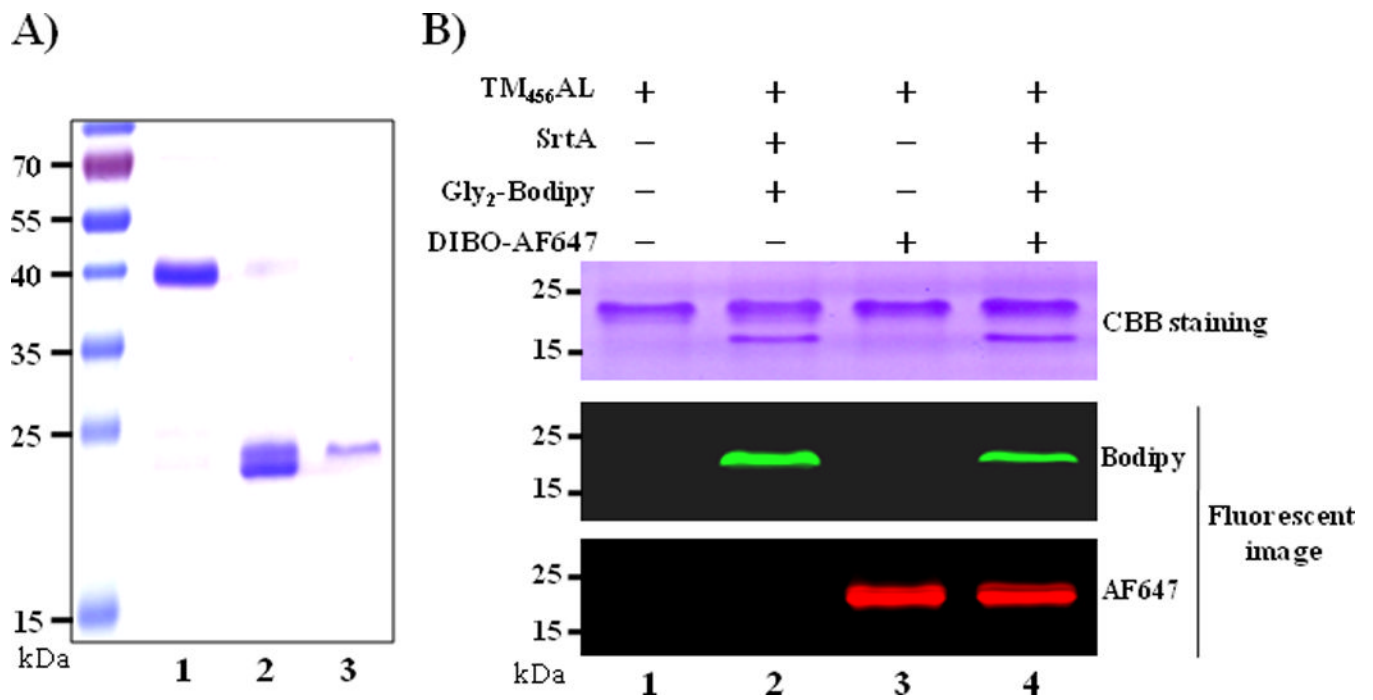 A)
70
55
40
35
25
15
kDa
1 2 3
B)
TM₄₅₆AL + + + +
SrtA − + − +
Gly₂-Bodipy − + − +
DIBO-AF647 − − + +
25
15
CBB staining
25
15
Bodipy
25
15
AF647
Fluorescent
image
kDa 1 2 3 4